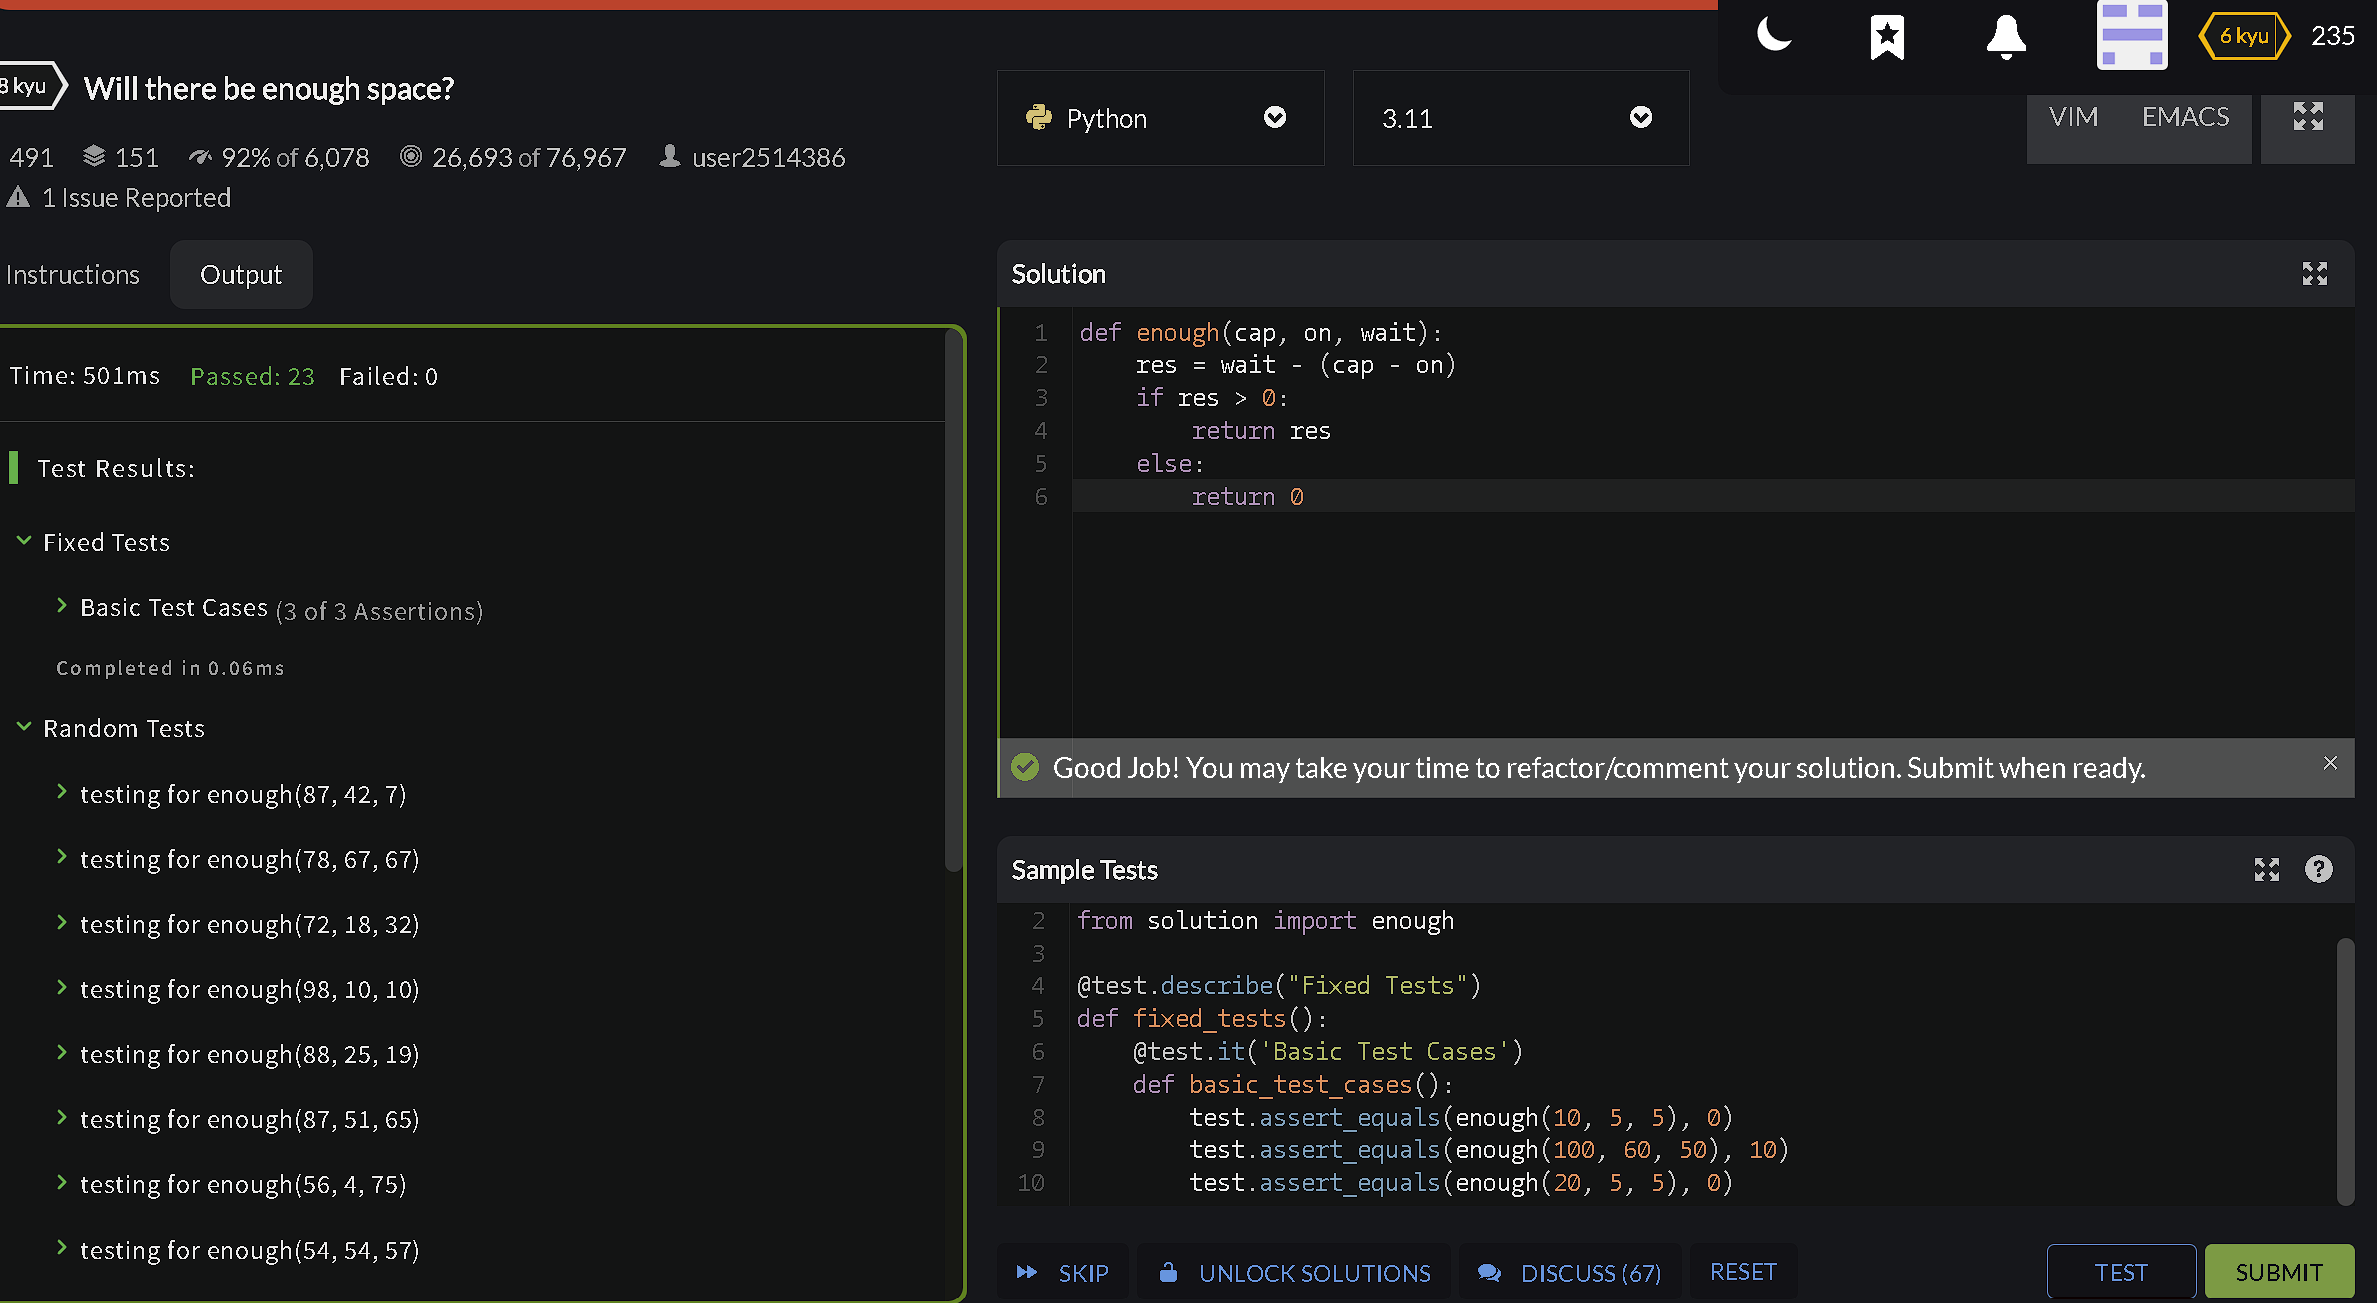 6 kyu 235
8 kyu Will there be enough space?
491 151 92% of 6,078 26,693 of 76,967 user2514386
1 Issue Reported
Python
3.11
VIM EMACS
Instructions Output
Time: 501ms Passed: 23 Failed: 0
Test Results:
Fixed Tests
Basic Test Cases (3 of 3 Assertions)
Completed in 0.06ms
Random Tests
testing for enough(87, 42, 7)
testing for enough(78, 67, 67)
testing for enough(72, 18, 32)
testing for enough(98, 10, 10)
testing for enough(88, 25, 19)
testing for enough(87, 51, 65)
testing for enough(56, 4, 75)
testing for enough(54, 54, 57)
Solution
1 def enough(cap, on, wait):
2     res = wait - (cap - on)
3     if res > 0:
4         return res
5     else:
6         return 0
Good Job! You may take your time to refactor/comment your solution. Submit when ready.
Sample Tests
2 from solution import enough
3
4 @test.describe("Fixed Tests")
5 def fixed_tests():
6     @test.it('Basic Test Cases')
7     def basic_test_cases():
8         test.assert_equals(enough(10, 5, 5), 0)
9         test.assert_equals(enough(100, 60, 50), 10)
10         test.assert_equals(enough(20, 5, 5), 0)
SKIP UNLOCK SOLUTIONS DISCUSS (67) RESET TEST SUBMIT